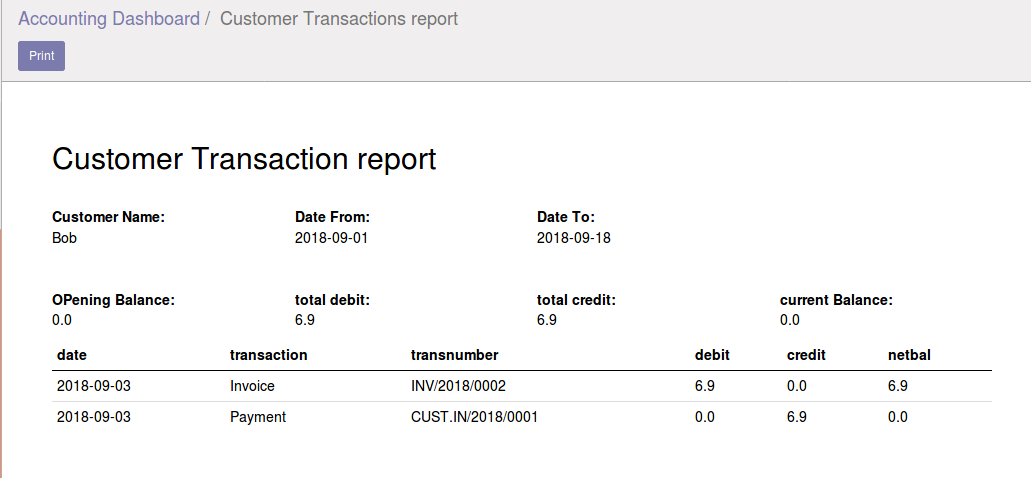 Accounting Dashboard / Customer Transactions report
Print
Customer Transaction report
Customer Name: Date From: Date To:
Bob 2018-09-01 2018-09-18
OPening Balance: total debit: total credit: current Balance:
0.0 6.9 6.9 0.0
date transaction transnumber debit credit netbal
2018-09-03 Invoice INV/2018/0002 6.9 0.0 6.9
2018-09-03 Payment CUST.IN/2018/0001 0.0 6.9 0.0